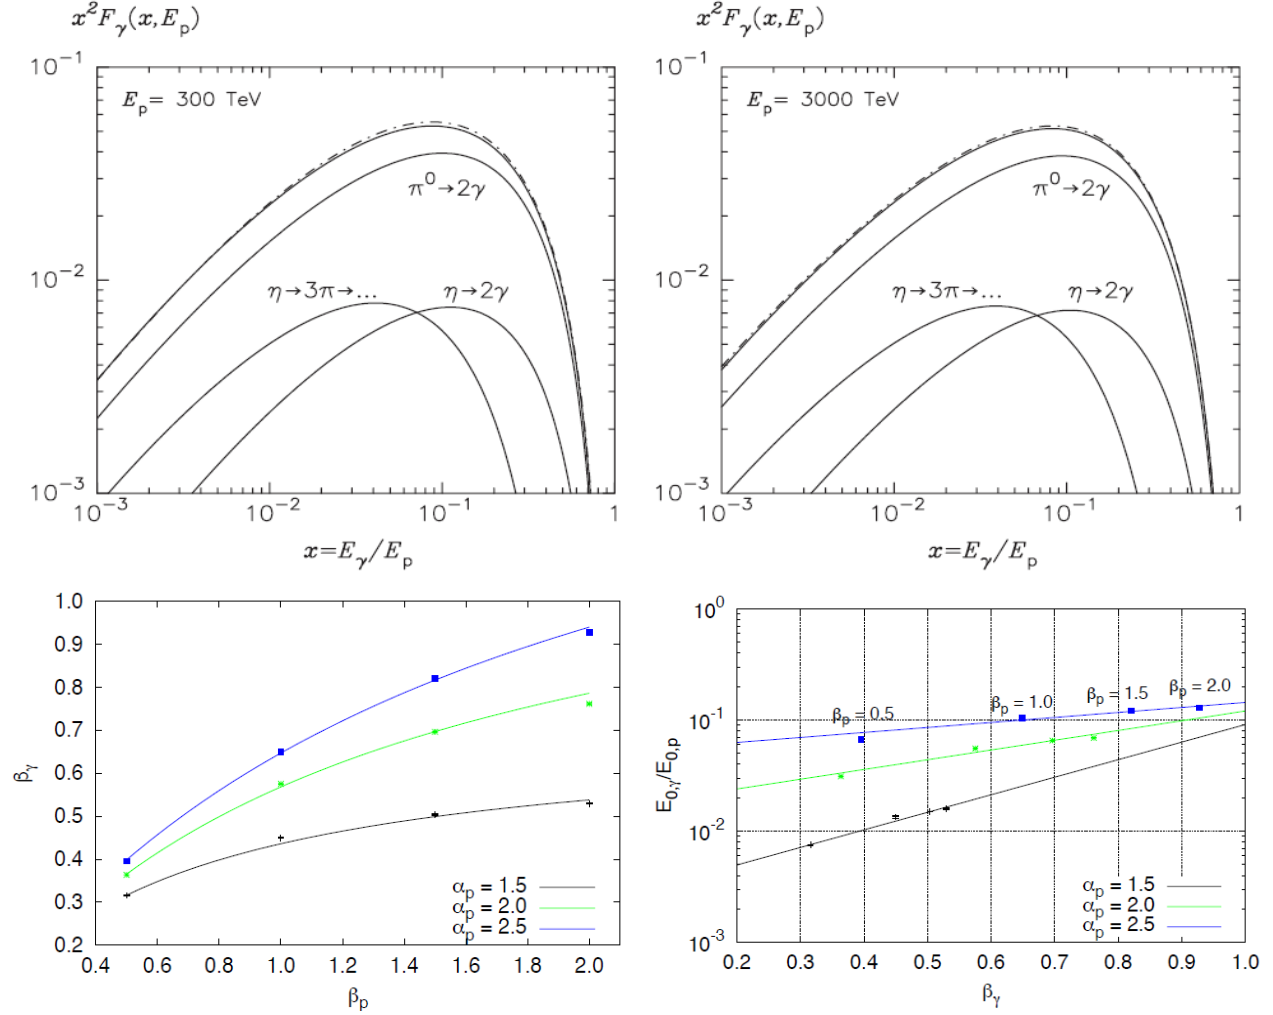 x²F_γ(x,E_p)
x²F_γ(x,E_p)
10⁻¹
E_p= 300 TeV
π⁰→2γ
10⁻²
η→3π→...
η→2γ
10⁻³
10⁻³ 10⁻² 10⁻¹ 1
x=E_γ/E_p
10⁻¹
E_p= 3000 TeV
π⁰→2γ
10⁻²
η→3π→...
η→2γ
10⁻³
10⁻³ 10⁻² 10⁻¹ 1
x=E_γ/E_p
1.0
0.9
0.8
0.7
0.6
0.5
0.4
0.3
0.2
β_γ
α_p = 1.5
α_p = 2.0
α_p = 2.5
0.4 0.6 0.8 1.0 1.2 1.4 1.6 1.8 2.0
β_p
10⁰
10⁻¹
10⁻²
10⁻³
E_{0,γ}/E_{0,p}
β_p = 0.5
β_p = 1.0
β_p = 1.5
β_p = 2.0
α_p = 1.5
α_p = 2.0
α_p = 2.5
0.2 0.3 0.4 0.5 0.6 0.7 0.8 0.9 1.0
β_γ